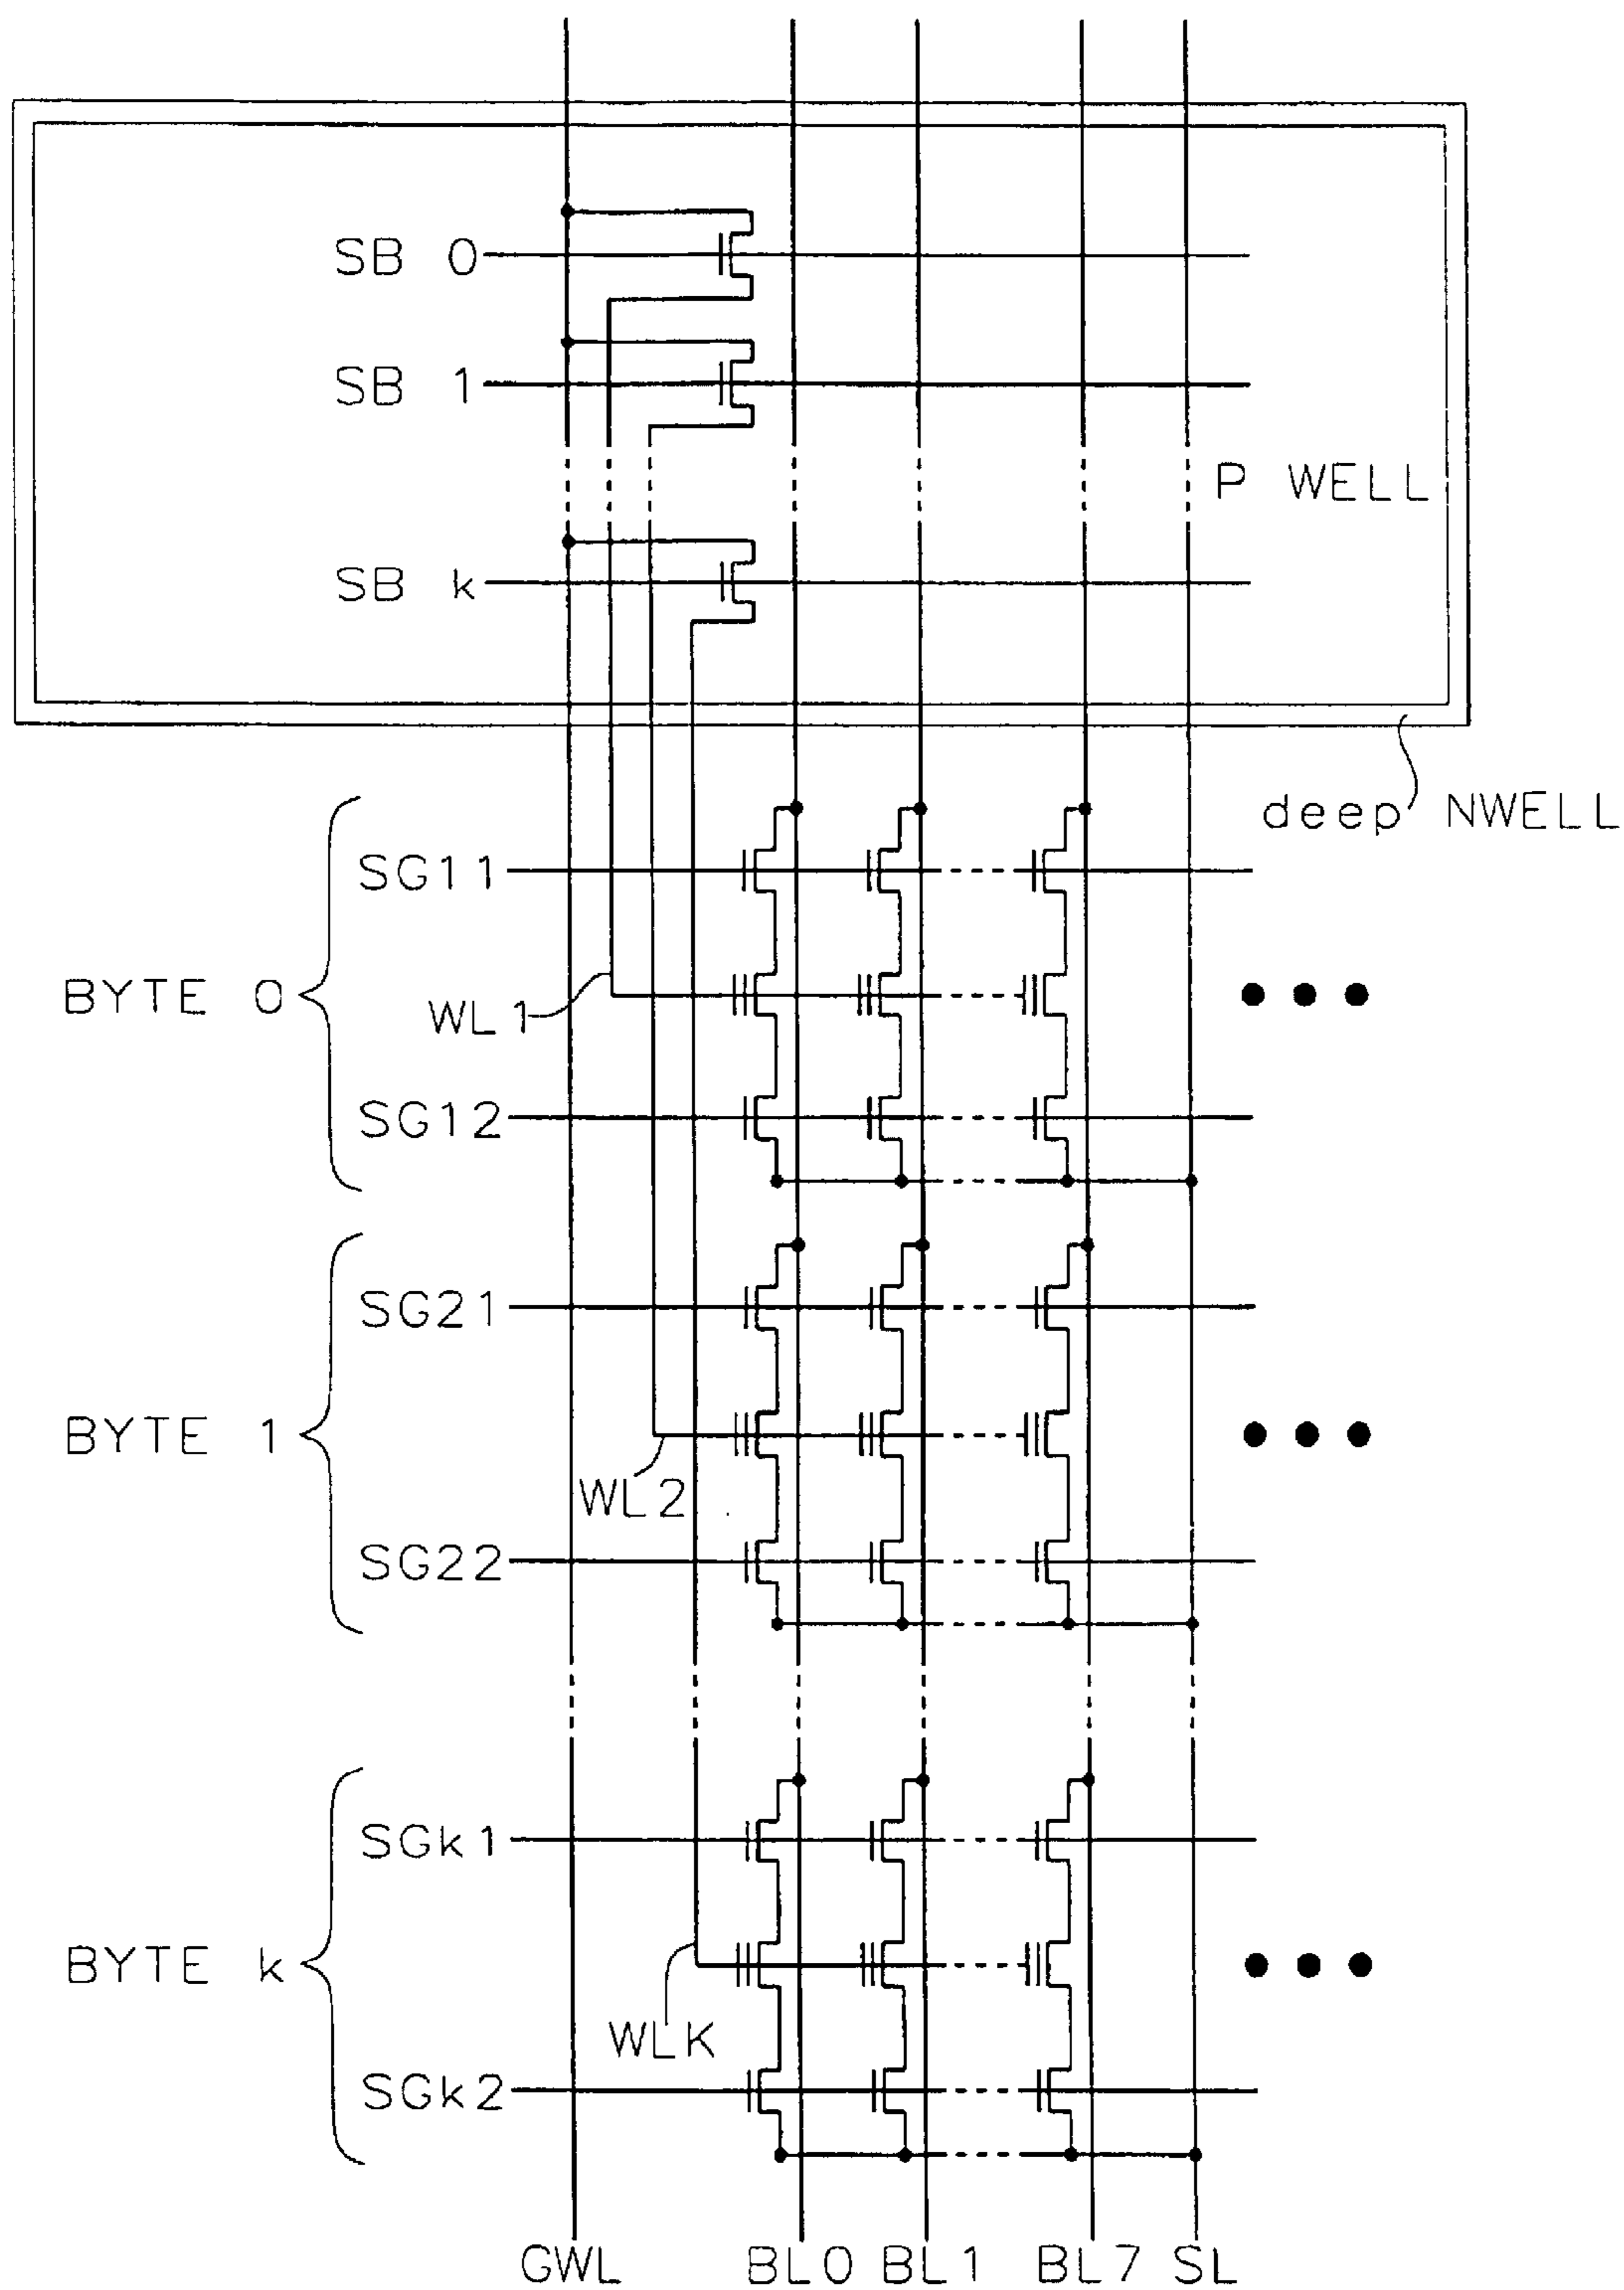 SB 0
SB 1
P WELL
SB k
deep NWELL
SG11
BYTE 0
WL1
SG12
SG21
BYTE 1
WL2
SG22
SGk1
BYTE k
WLK
SGk2
GWL BL0 BL1 BL7 SL